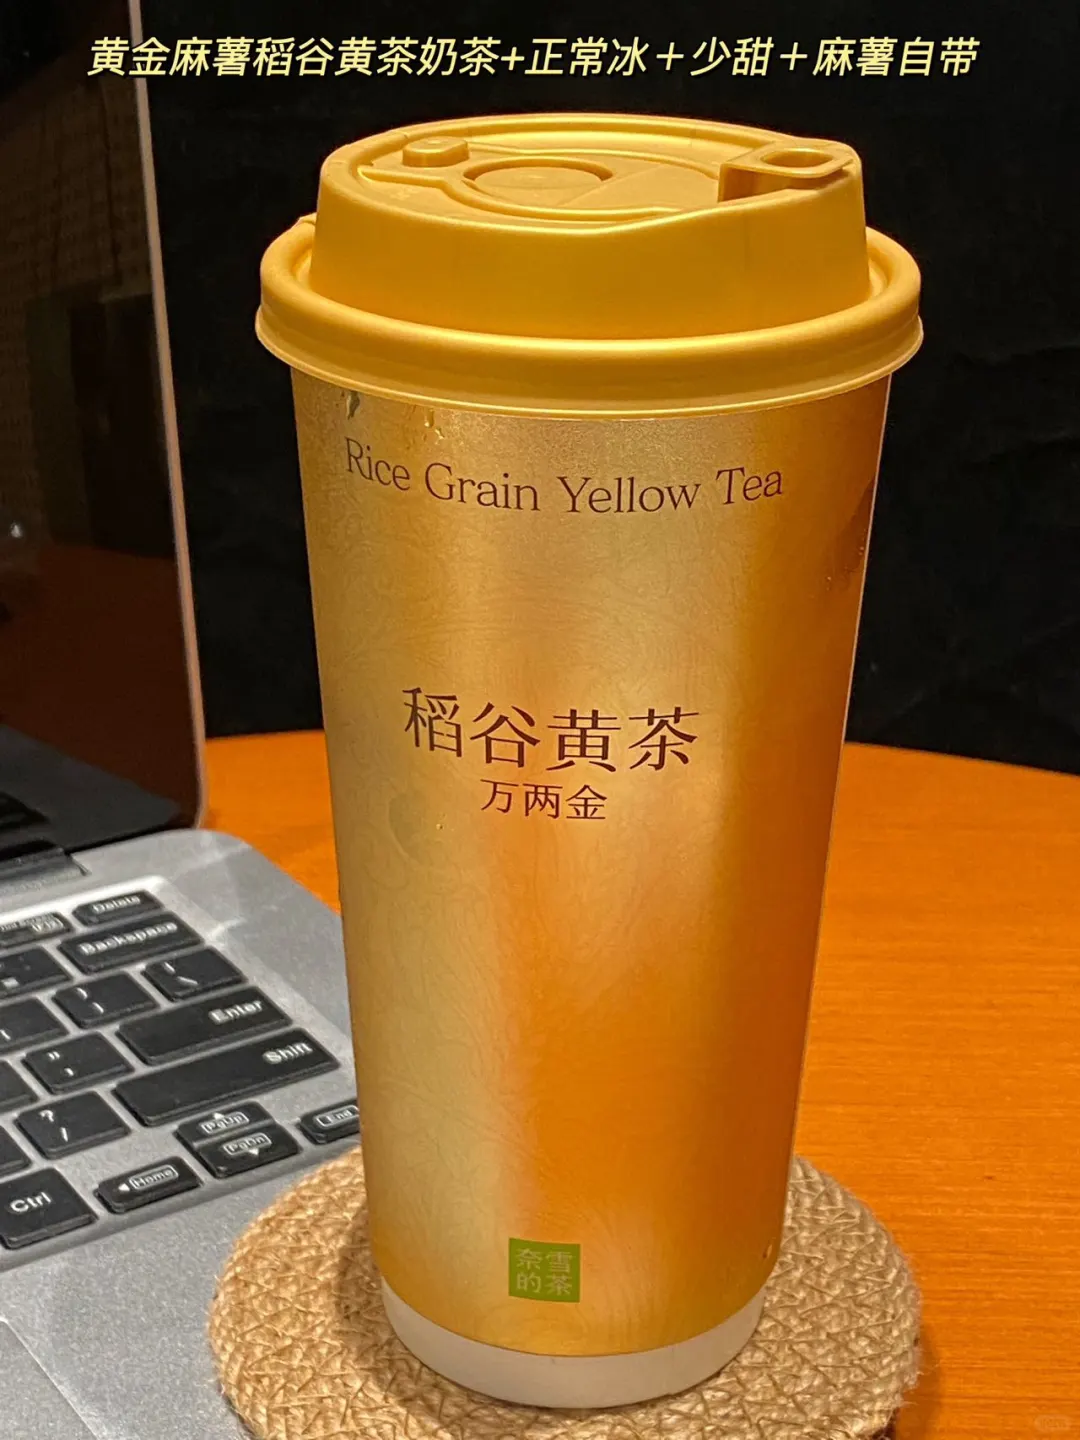 黄金麻薯稻谷黄茶奶茶+正常冰＋少甜＋麻薯自带
Rice Grain Yellow Tea
稻谷黄茶
万两金
奈雪
的茶
Delete
Backspace
Enter
Shift
PgUp
PgDn
End
Home
Ctrl